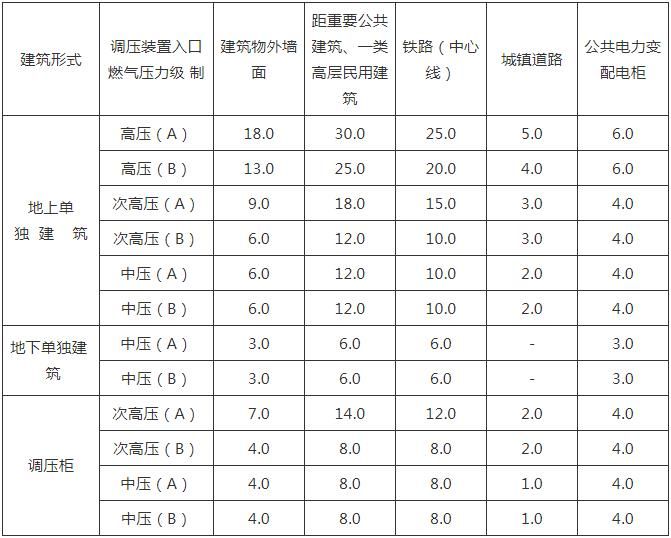 建筑形式 调压装置入口燃气压力级 制 建筑物外墙面 距重要公共建筑、一类高层民用建筑 铁路（中心线） 城镇道路 公共电力变配电柜
地上单独 建 筑 高压（A） 18.0 30.0 25.0 5.0 6.0
高压（B） 13.0 25.0 20.0 4.0 6.0
次高压（A） 9.0 18.0 15.0 3.0 4.0
次高压（B） 6.0 12.0 10.0 3.0 4.0
中压（A） 6.0 12.0 10.0 2.0 4.0
中压（B） 6.0 12.0 10.0 2.0 4.0
地下单独建筑 中压（A） 3.0 6.0 6.0 - 3.0
中压（B） 3.0 6.0 6.0 - 3.0
调压柜 次高压（A） 7.0 14.0 12.0 2.0 4.0
次高压（B） 4.0 8.0 8.0 2.0 4.0
中压（A） 4.0 8.0 8.0 1.0 4.0
中压（B） 4.0 8.0 8.0 1.0 4.0